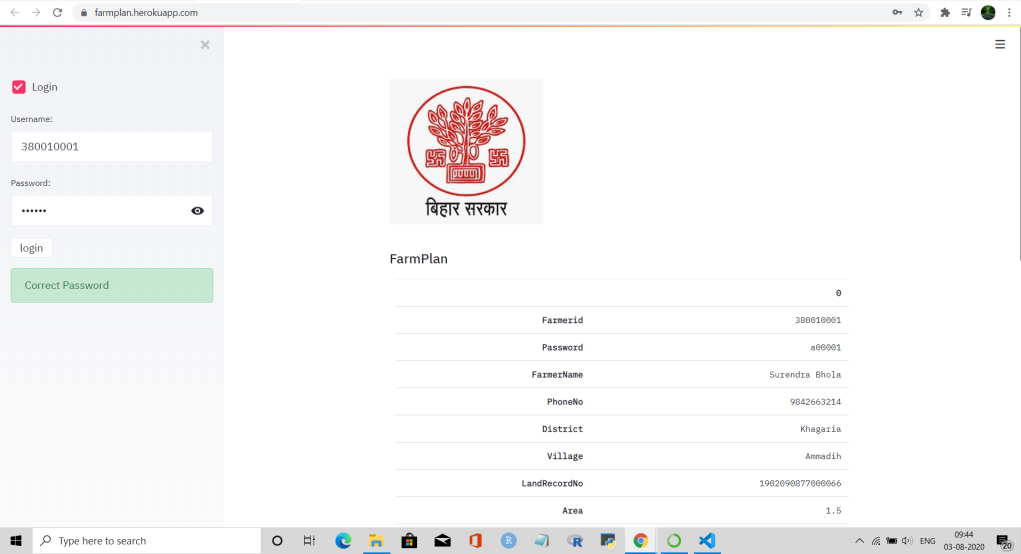 farmplan.herokuapp.com
Login
Username:
380010001
Password:
login
Correct Password
बिहार सरकार
FarmPlan
0
Farmerid 380010001
Password a00001
FarmerName Surendra Bhola
PhoneNo 9842663214
District Khagaria
Village Ammadih
LandRecordNo 1902090877000066
Area 1.5
Type here to search
ENG
09:44
03-08-2020
20